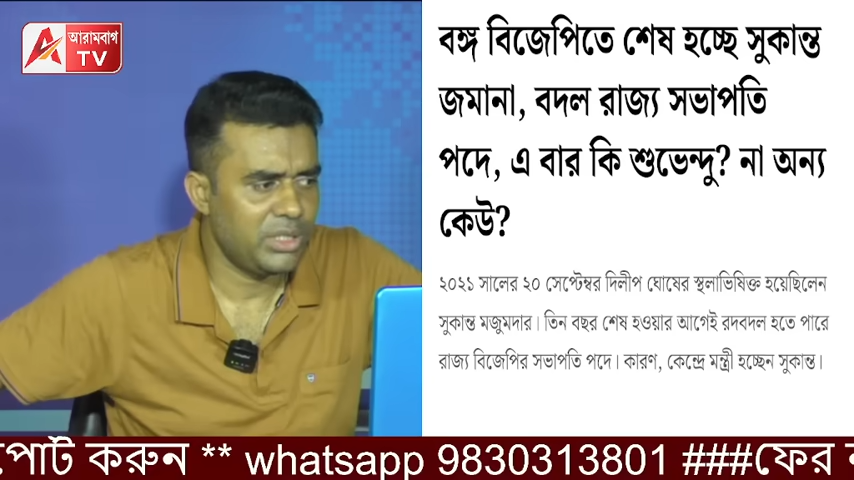 আরামবাগ
TV
বঙ্গ বিজেপিতে শেষ হচ্ছে সুকান্ত
জমানা, বদল রাজ্য সভাপতি
পদে, এ বার কি শুভেন্দু? না অন্য
কেউ?
২০২১ সালের ২০ সেপ্টেম্বর দিলীপ ঘোষের স্থলাভিষিক্ত হয়েছিলেন
সুকান্ত মজুমদার। তিন বছর শেষ হওয়ার আগেই রদবদল হতে পারে
রাজ্য বিজেপির সভাপতি পদে। কারণ, কেন্দ্রে মন্ত্রী হচ্ছেন সুকান্ত।
করুন ** whatsapp 9830313801 ###ফের